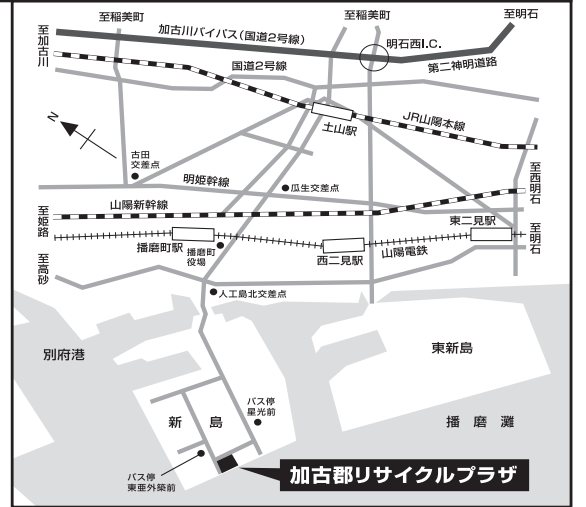 至稲美町
至稲美町
至明石
至加古川
加古川バイパス(国道2号線)
明石西I.C.
第二神明道路
国道2号線
土山駅
JR山陽本線
N
古田
交差点
明姫幹線
瓜生交差点
至西明石
至姫路
山陽新幹線
東二見駅
至明石
播磨町駅
播磨町
役場
西二見駅
山陽電鉄
至高砂
人工島北交差点
別府港
東新島
バス停
星光前
新島
播磨灘
バス停
東亜外築前
加古郡リサイクルプラザ